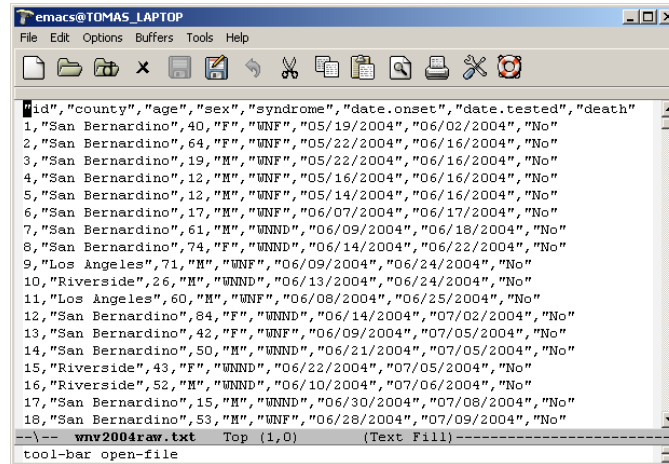 emacs@TOMAS_LAPTOP
File Edit Options Buffers Tools Help
"id","county","age","sex","syndrome","date.onset","date.tested","death"
1,"San Bernardino",40,"F","WNF","05/19/2004","06/02/2004","No"
2,"San Bernardino",64,"F","WNF","05/22/2004","06/16/2004","No"
3,"San Bernardino",19,"M","WNF","05/22/2004","06/16/2004","No"
4,"San Bernardino",12,"M","WNF","05/16/2004","06/16/2004","No"
5,"San Bernardino",12,"M","WNF","05/14/2004","06/16/2004","No"
6,"San Bernardino",17,"M","WNF","06/07/2004","06/17/2004","No"
7,"San Bernardino",61,"M","WNND","06/09/2004","06/18/2004","No"
8,"San Bernardino",74,"F","WNND","06/14/2004","06/22/2004","No"
9,"Los Angeles",71,"M","WNF","06/09/2004","06/24/2004","No"
10,"Riverside",26,"M","WNND","06/13/2004","06/24/2004","No"
11,"Los Angeles",60,"M","WNF","06/08/2004","06/25/2004","No"
12,"San Bernardino",84,"F","WNND","06/14/2004","07/02/2004","No"
13,"San Bernardino",42,"F","WNF","06/09/2004","07/05/2004","No"
14,"San Bernardino",50,"M","WNND","06/21/2004","07/05/2004","No"
15,"Riverside",43,"F","WNND","06/22/2004","07/05/2004","No"
16,"Riverside",52,"M","WNND","06/10/2004","07/06/2004","No"
17,"San Bernardino",15,"M","WNND","06/30/2004","07/08/2004","No"
18,"San Bernardino",53,"M","WNF","06/28/2004","07/09/2004","No"
--\-- wnv2004raw.txt Top (1,0) (Text Fill)--------------------------
tool-bar open-file